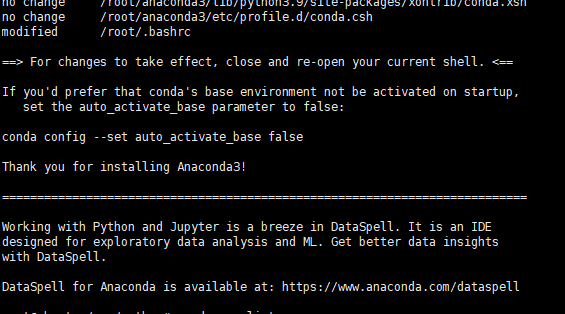 no change /root/anaconda3/lib/python3.9/site-packages/xontrib/conda.xsh
no change /root/anaconda3/etc/profile.d/conda.csh
modified /root/.bashrc
==> For changes to take effect, close and re-open your current shell. <==
If you'd prefer that conda's base environment not be activated on startup,
set the auto_activate_base parameter to false:
conda config --set auto_activate_base false
Thank you for installing Anaconda3!
===========================================================================
Working with Python and Jupyter is a breeze in DataSpell. It is an IDE
designed for exploratory data analysis and ML. Get better data insights
with DataSpell.
DataSpell for Anaconda is available at: https://www.anaconda.com/dataspell